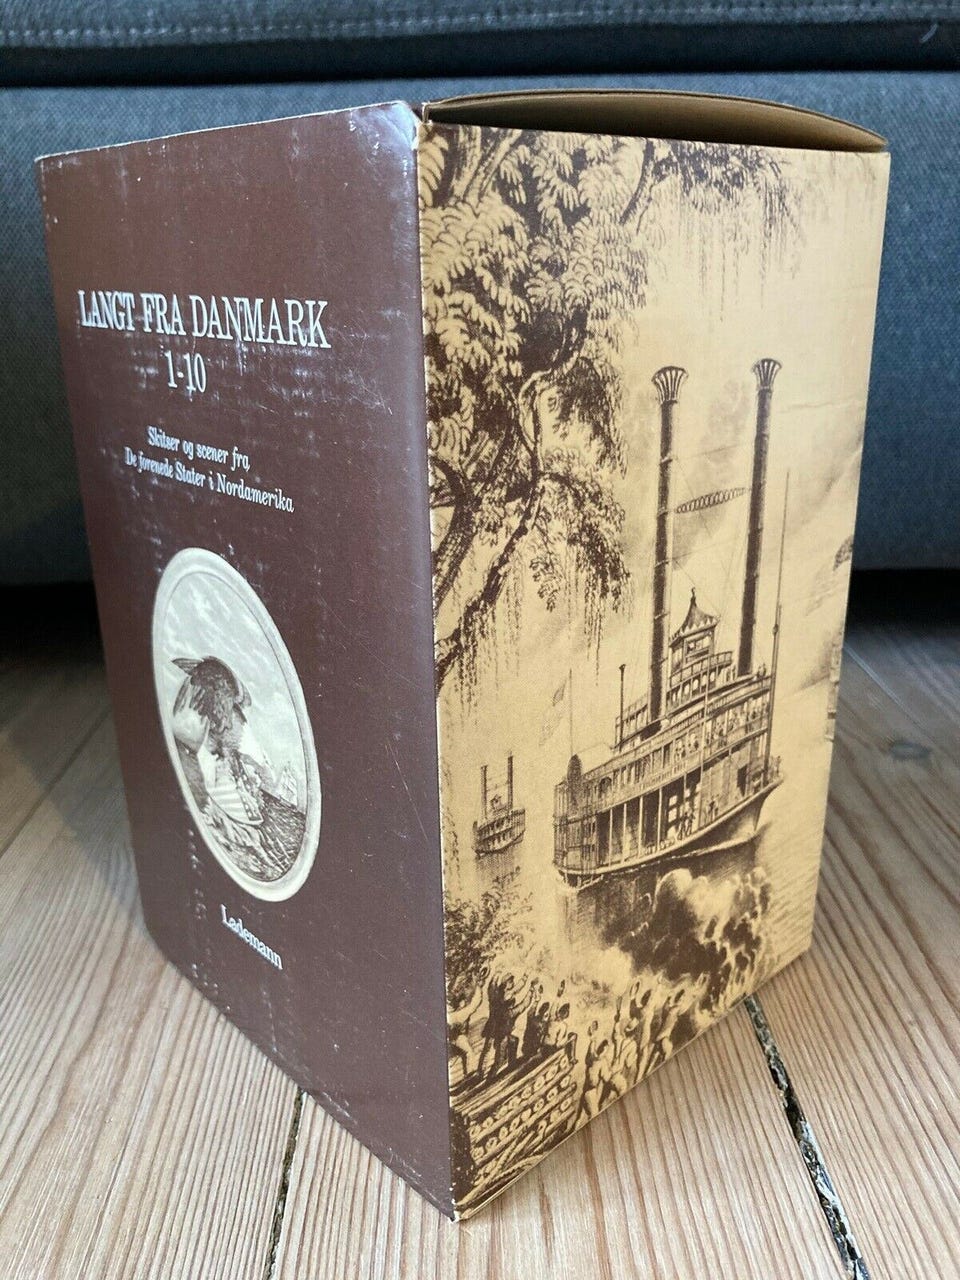 LANGT FRA DANMARK
1-10
Skitser og scener fra
De forenede Stater i Nordamerika
Lademann